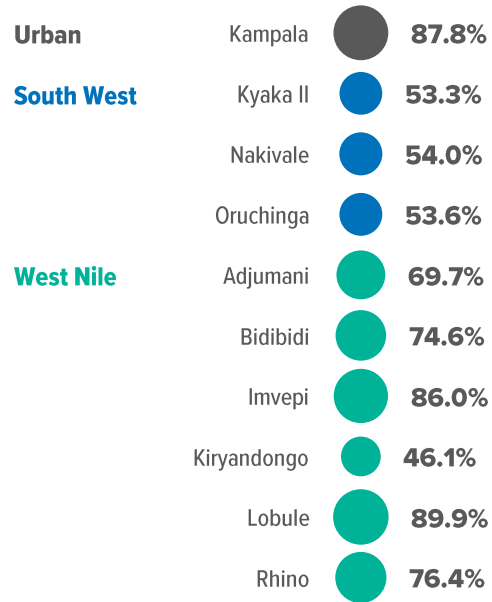 Urban Kampala 87.8%
South West Kyaka II 53.3%
Nakivale 54.0%
Oruchinga 53.6%
West Nile Adjumani 69.7%
Bidibidi 74.6%
Imvepi 86.0%
Kiryandongo 46.1%
Lobule 89.9%
Rhino 76.4%